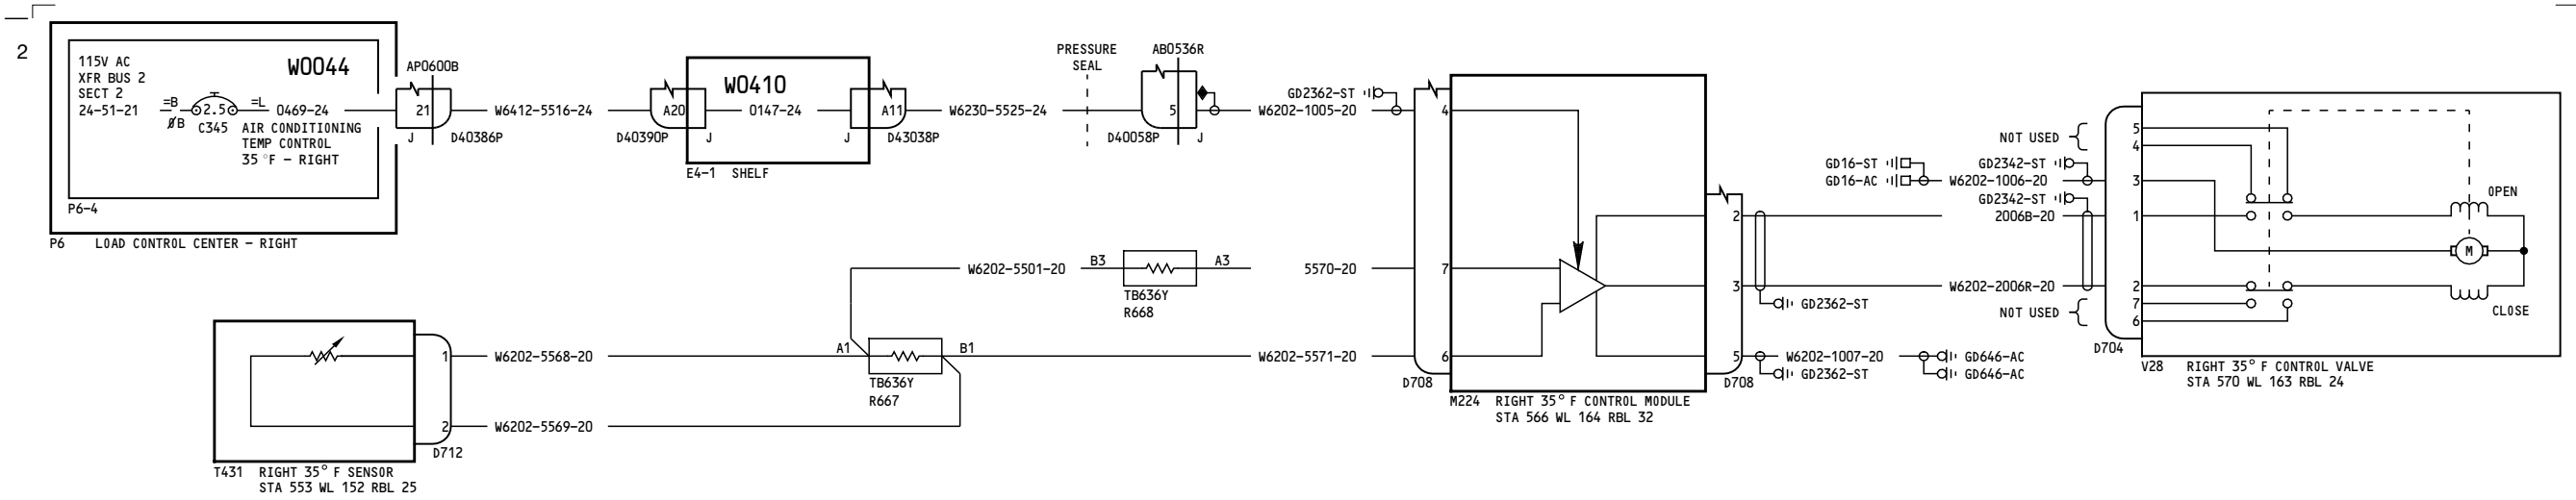 2
115V AC
XFR BUS 2
SECT 2
24-51-21
=B
ØB
2.5
C345
=L
0469-24
AIR CONDITIONING
TEMP CONTROL
35 °F - RIGHT
W0044
P6-4
P6 LOAD CONTROL CENTER - RIGHT
AP0600B
21
J
D40386P
W6412-5516-24
A20
D40390P
J
W0410
0147-24
J
A11
D43038P
E4-1 SHELF
W6230-5525-24
PRESSURE
SEAL
AB0536R
5
D40058P
J
GD2362-ST
W6202-1005-20
4
7
6
D708
W6202-5501-20
B3
A3
TB636Y
R668
5570-20
A1
B1
TB636Y
R667
W6202-5571-20
1
2
D712
W6202-5568-20
W6202-5569-20
T431 RIGHT 35° F SENSOR
STA 553 WL 152 RBL 25
M224 RIGHT 35° F CONTROL MODULE
STA 566 WL 164 RBL 32
2
3
5
D708
GD2362-ST
W6202-1007-20
GD2362-ST
GD646-AC
GD646-AC
GD16-ST
GD16-AC
GD2342-ST
W6202-1006-20
GD2342-ST
2006B-20
W6202-2006R-20
NOT USED
NOT USED
5
4
3
1
2
7
6
D704
OPEN
M
CLOSE
V28 RIGHT 35° F CONTROL VALVE
STA 570 WL 163 RBL 24